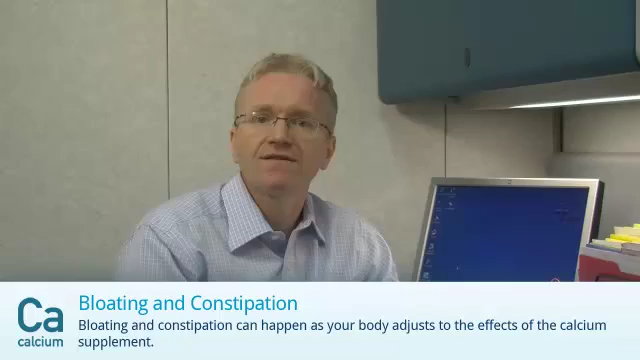 Bloating and Constipation
Ca
calcium
Bloating and constipation can happen as your body adjusts to the effects of the calcium
supplement.